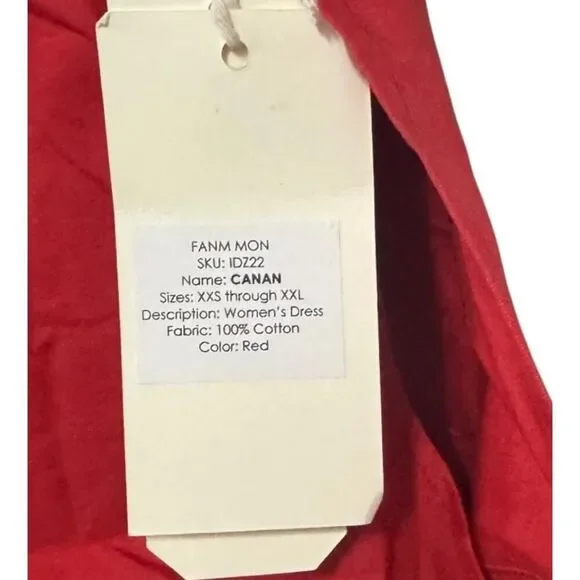 FANM MON
SKU: IDZ22
Name: CANAN
Sizes: XXS through XXL
Description: Women's Dress
Fabric: 100% Cotton
Color: Red